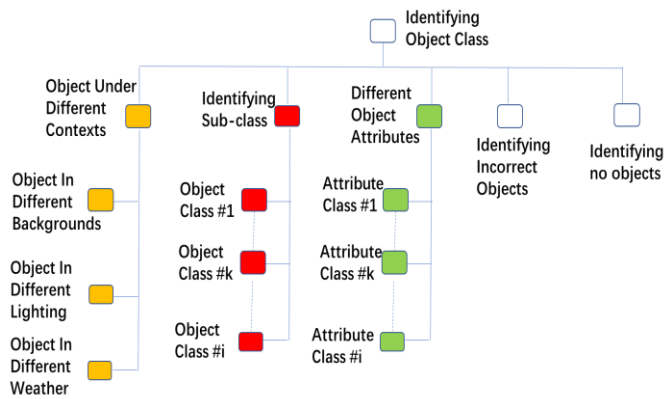 Identifying
Object Class
Object Under
Different
Contexts
Identifying
Sub-class
Different
Object
Attributes
Identifying
Incorrect
Objects
Identifying
no objects
Object In
Different
Backgrounds
Object In
Different
Lighting
Object In
Different
Weather
Object
Class #1
Object
Class #k
Object
Class #i
Attribute
Class #1
Attribute
Class #k
Attribute
Class #i